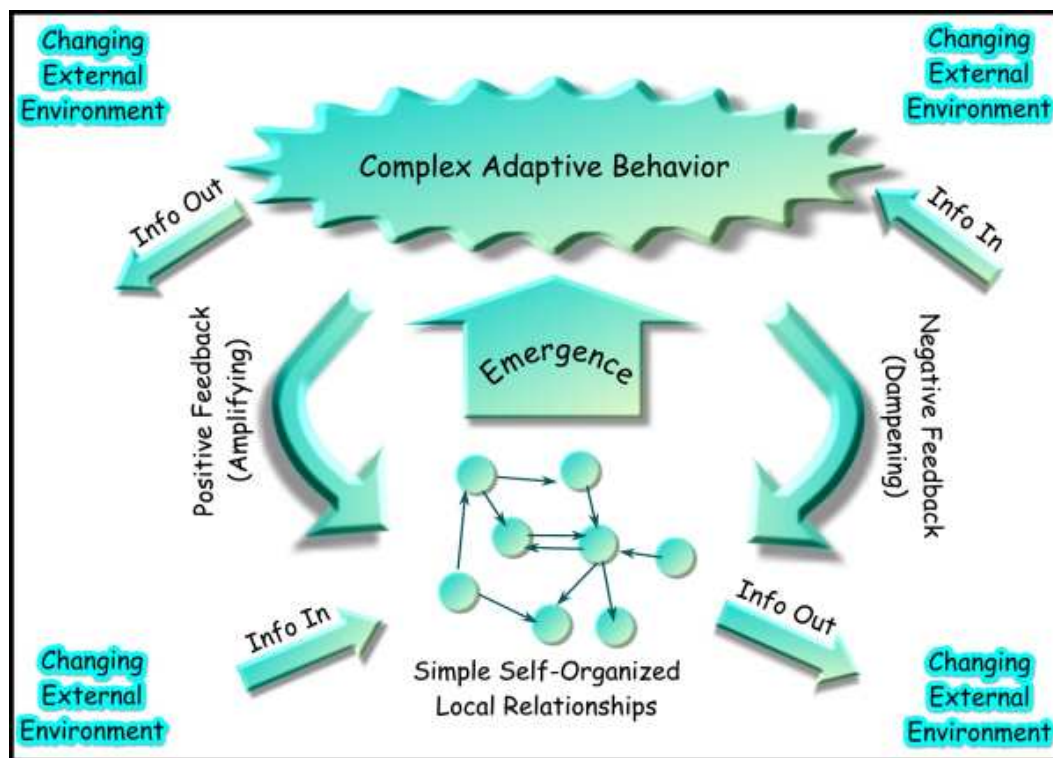 Changing
External
Environment
Changing
External
Environment
Complex Adaptive Behavior
Info Out
Info In
Positive Feedback
(Amplifying)
Emergence
Negative Feedback
(Dampening)
Info In
Info Out
Simple Self-Organized
Local Relationships
Changing
External
Environment
Changing
External
Environment